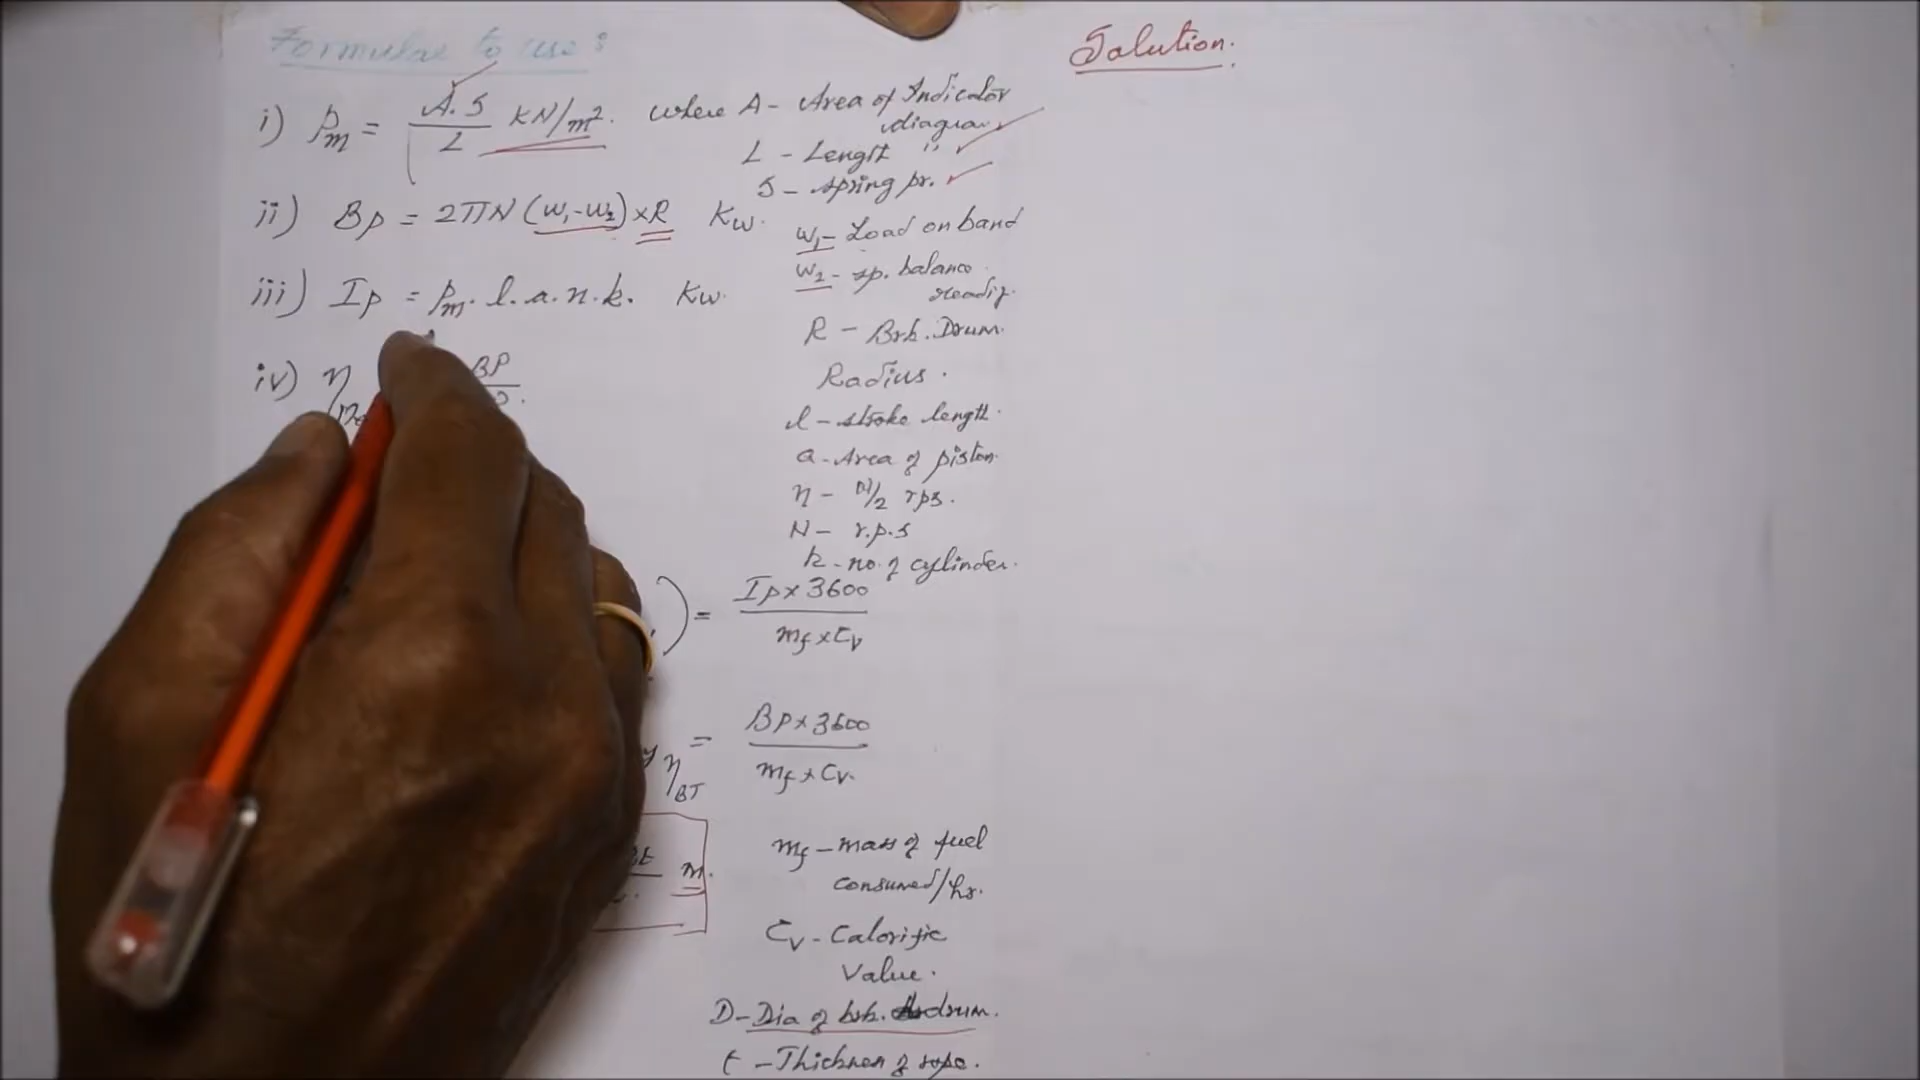 Formulae to use:
i) Pm = A.S / L KN/m². where A - Area of Indicator
diagram
L - Length "
S - spring pr.
ii) Bp = 2πN (W₁-W₂) x R Kw.
W₁ - Load on band
W₂ - sp. balance
readig.
iii) Ip = Pm. l. a. n. k. Kw.
R - Brk. Drum.
Radius.
iv) η BP
l - stroke length.
a - Area of piston.
n - N/2 rps.
N - r.p.s
k - no. of cylinder.
) = Ip x 3600 / mf x Cv
η BT = Bp x 3600 / mf x Cv.
m.
mf - mass of fuel
consumed/hr.
Cv - Calorific
Value.
D - Dia of brk. drum.
t - Thicknen of rope.
Solution.